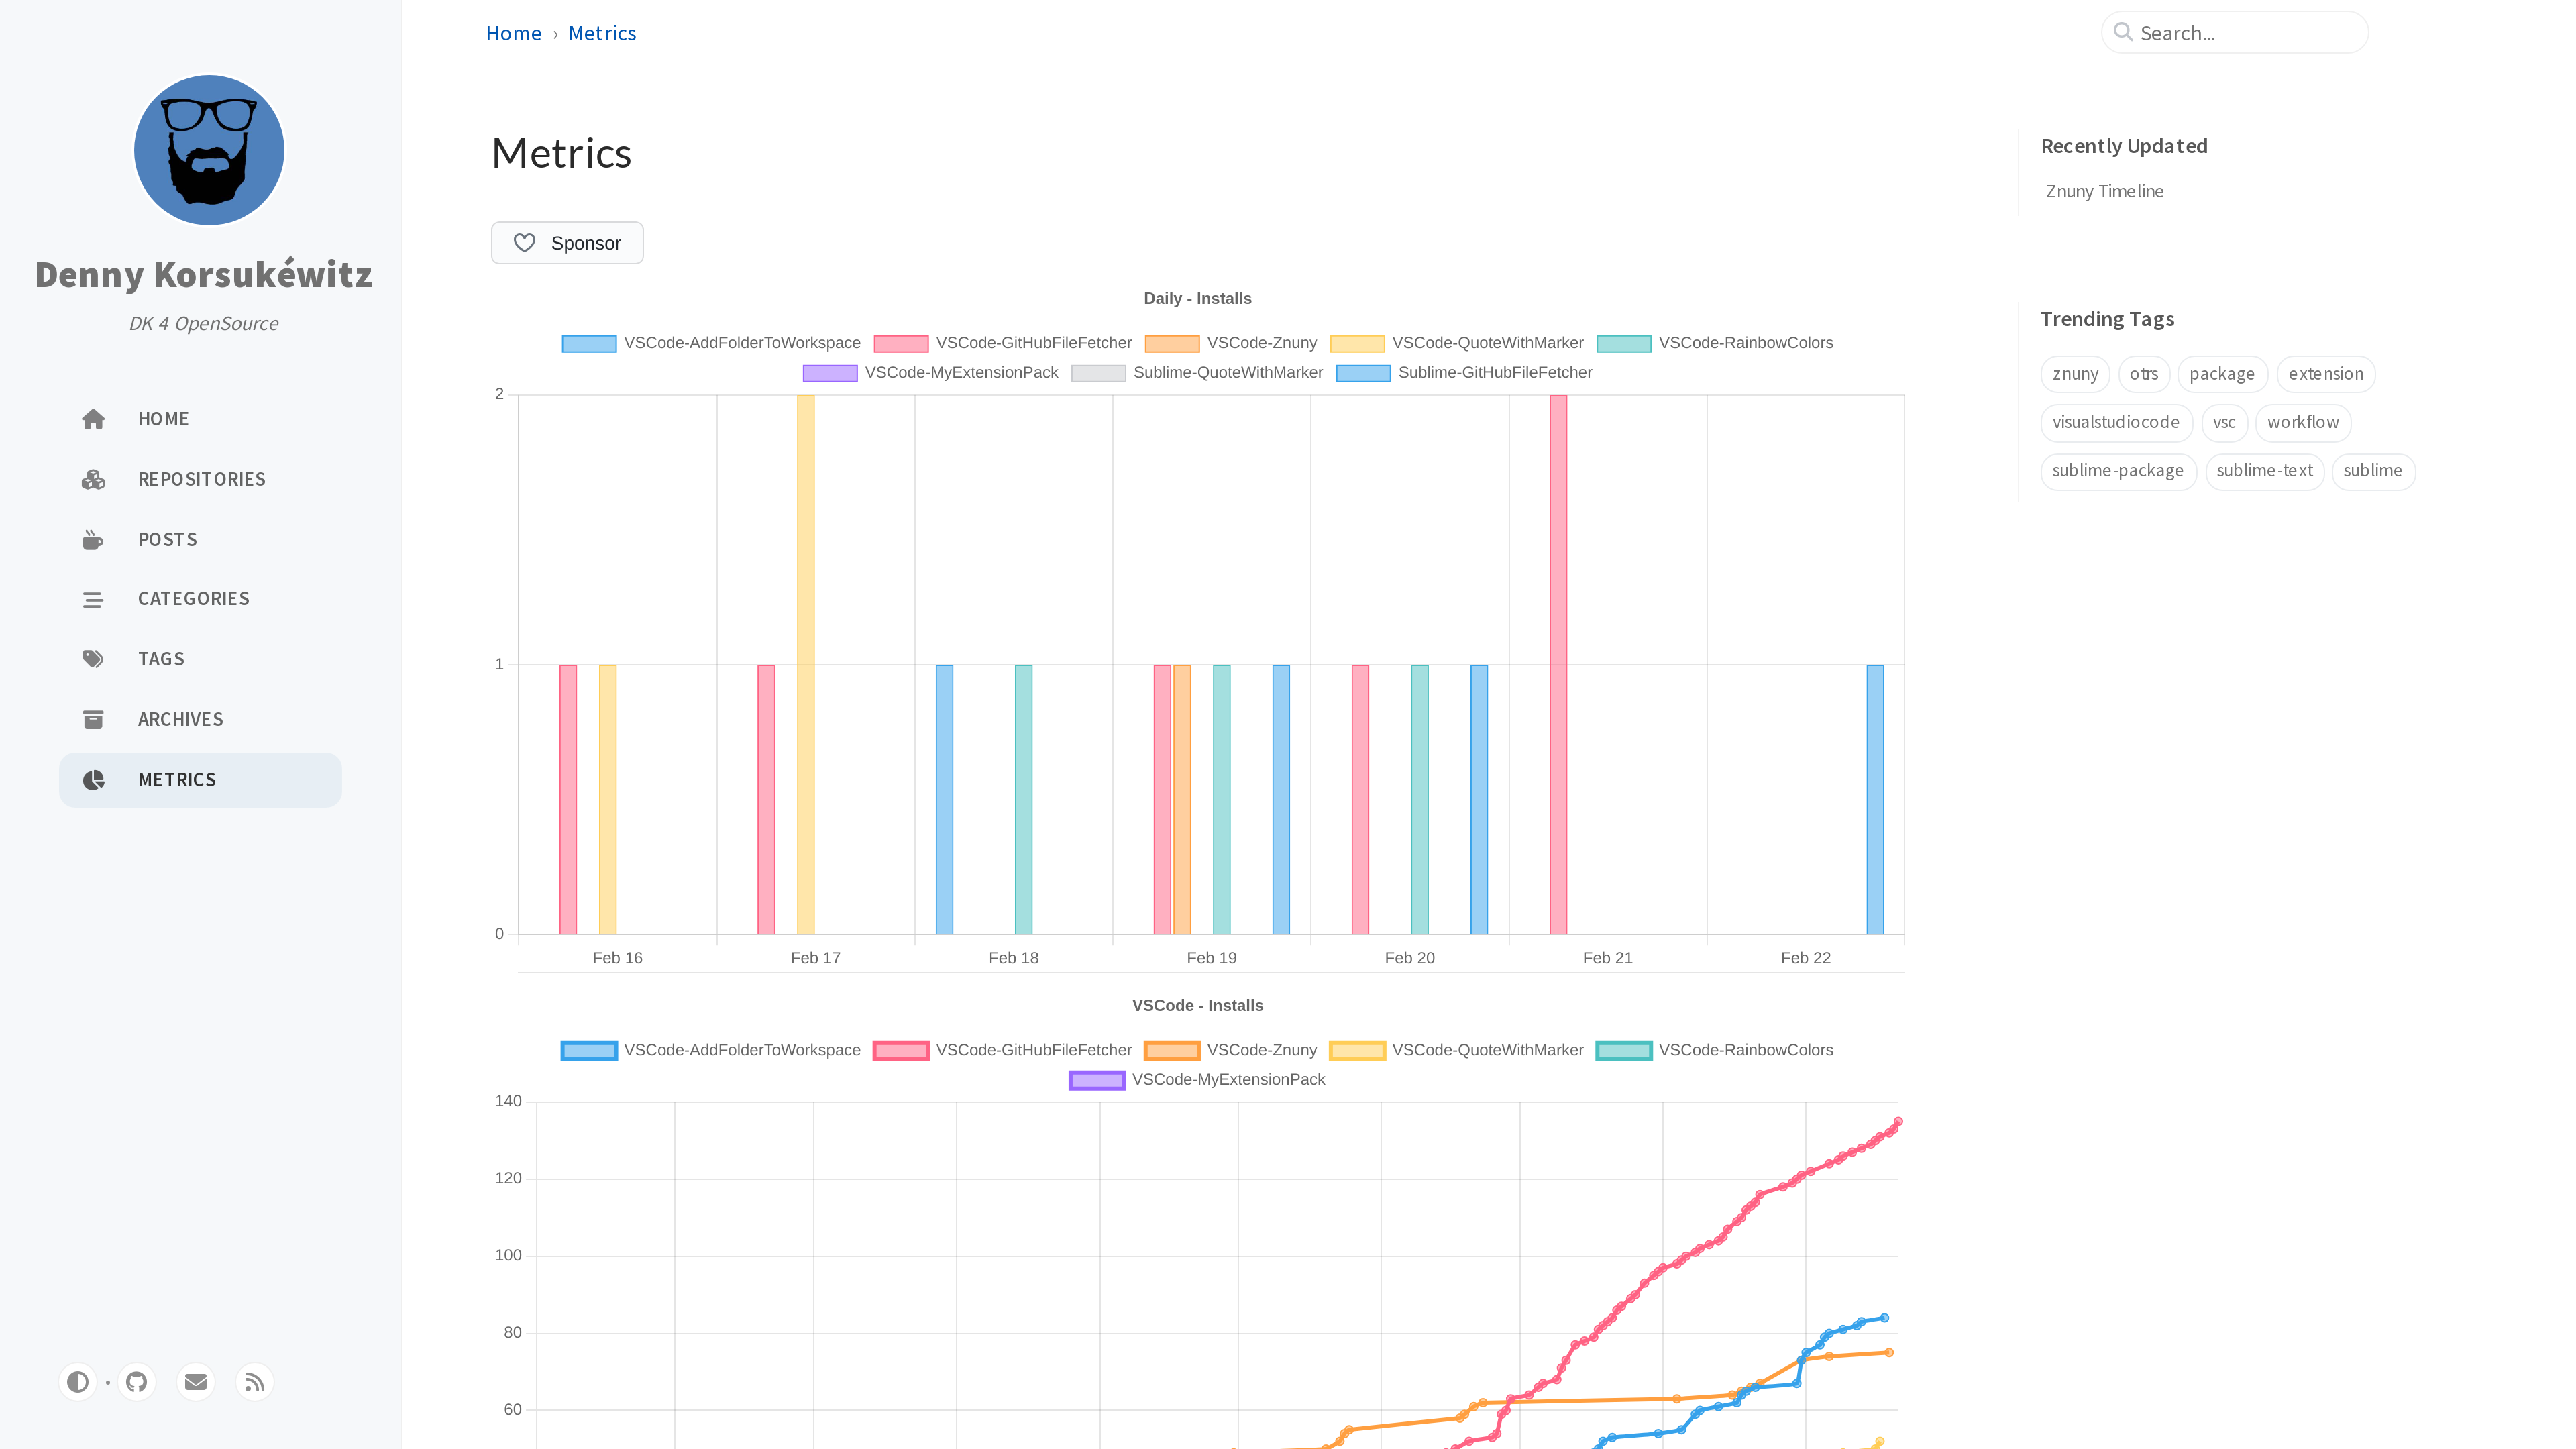 Home › Metrics
Search...
Denny Korsukéwitz
DK 4 OpenSource
HOME
REPOSITORIES
POSTS
CATEGORIES
TAGS
ARCHIVES
METRICS
Metrics
Sponsor
Daily - Installs
VSCode-AddFolderToWorkspace VSCode-GitHubFileFetcher VSCode-Znuny VSCode-QuoteWithMarker VSCode-RainbowColors
VSCode-MyExtensionPack Sublime-QuoteWithMarker Sublime-GitHubFileFetcher
2
1
0
Feb 16 Feb 17 Feb 18 Feb 19 Feb 20 Feb 21 Feb 22
VSCode - Installs
VSCode-AddFolderToWorkspace VSCode-GitHubFileFetcher VSCode-Znuny VSCode-QuoteWithMarker VSCode-RainbowColors
VSCode-MyExtensionPack
140
120
100
80
60
Recently Updated
Znuny Timeline
Trending Tags
znuny otrs package extension
visualstudiocode vsc workflow
sublime-package sublime-text sublime